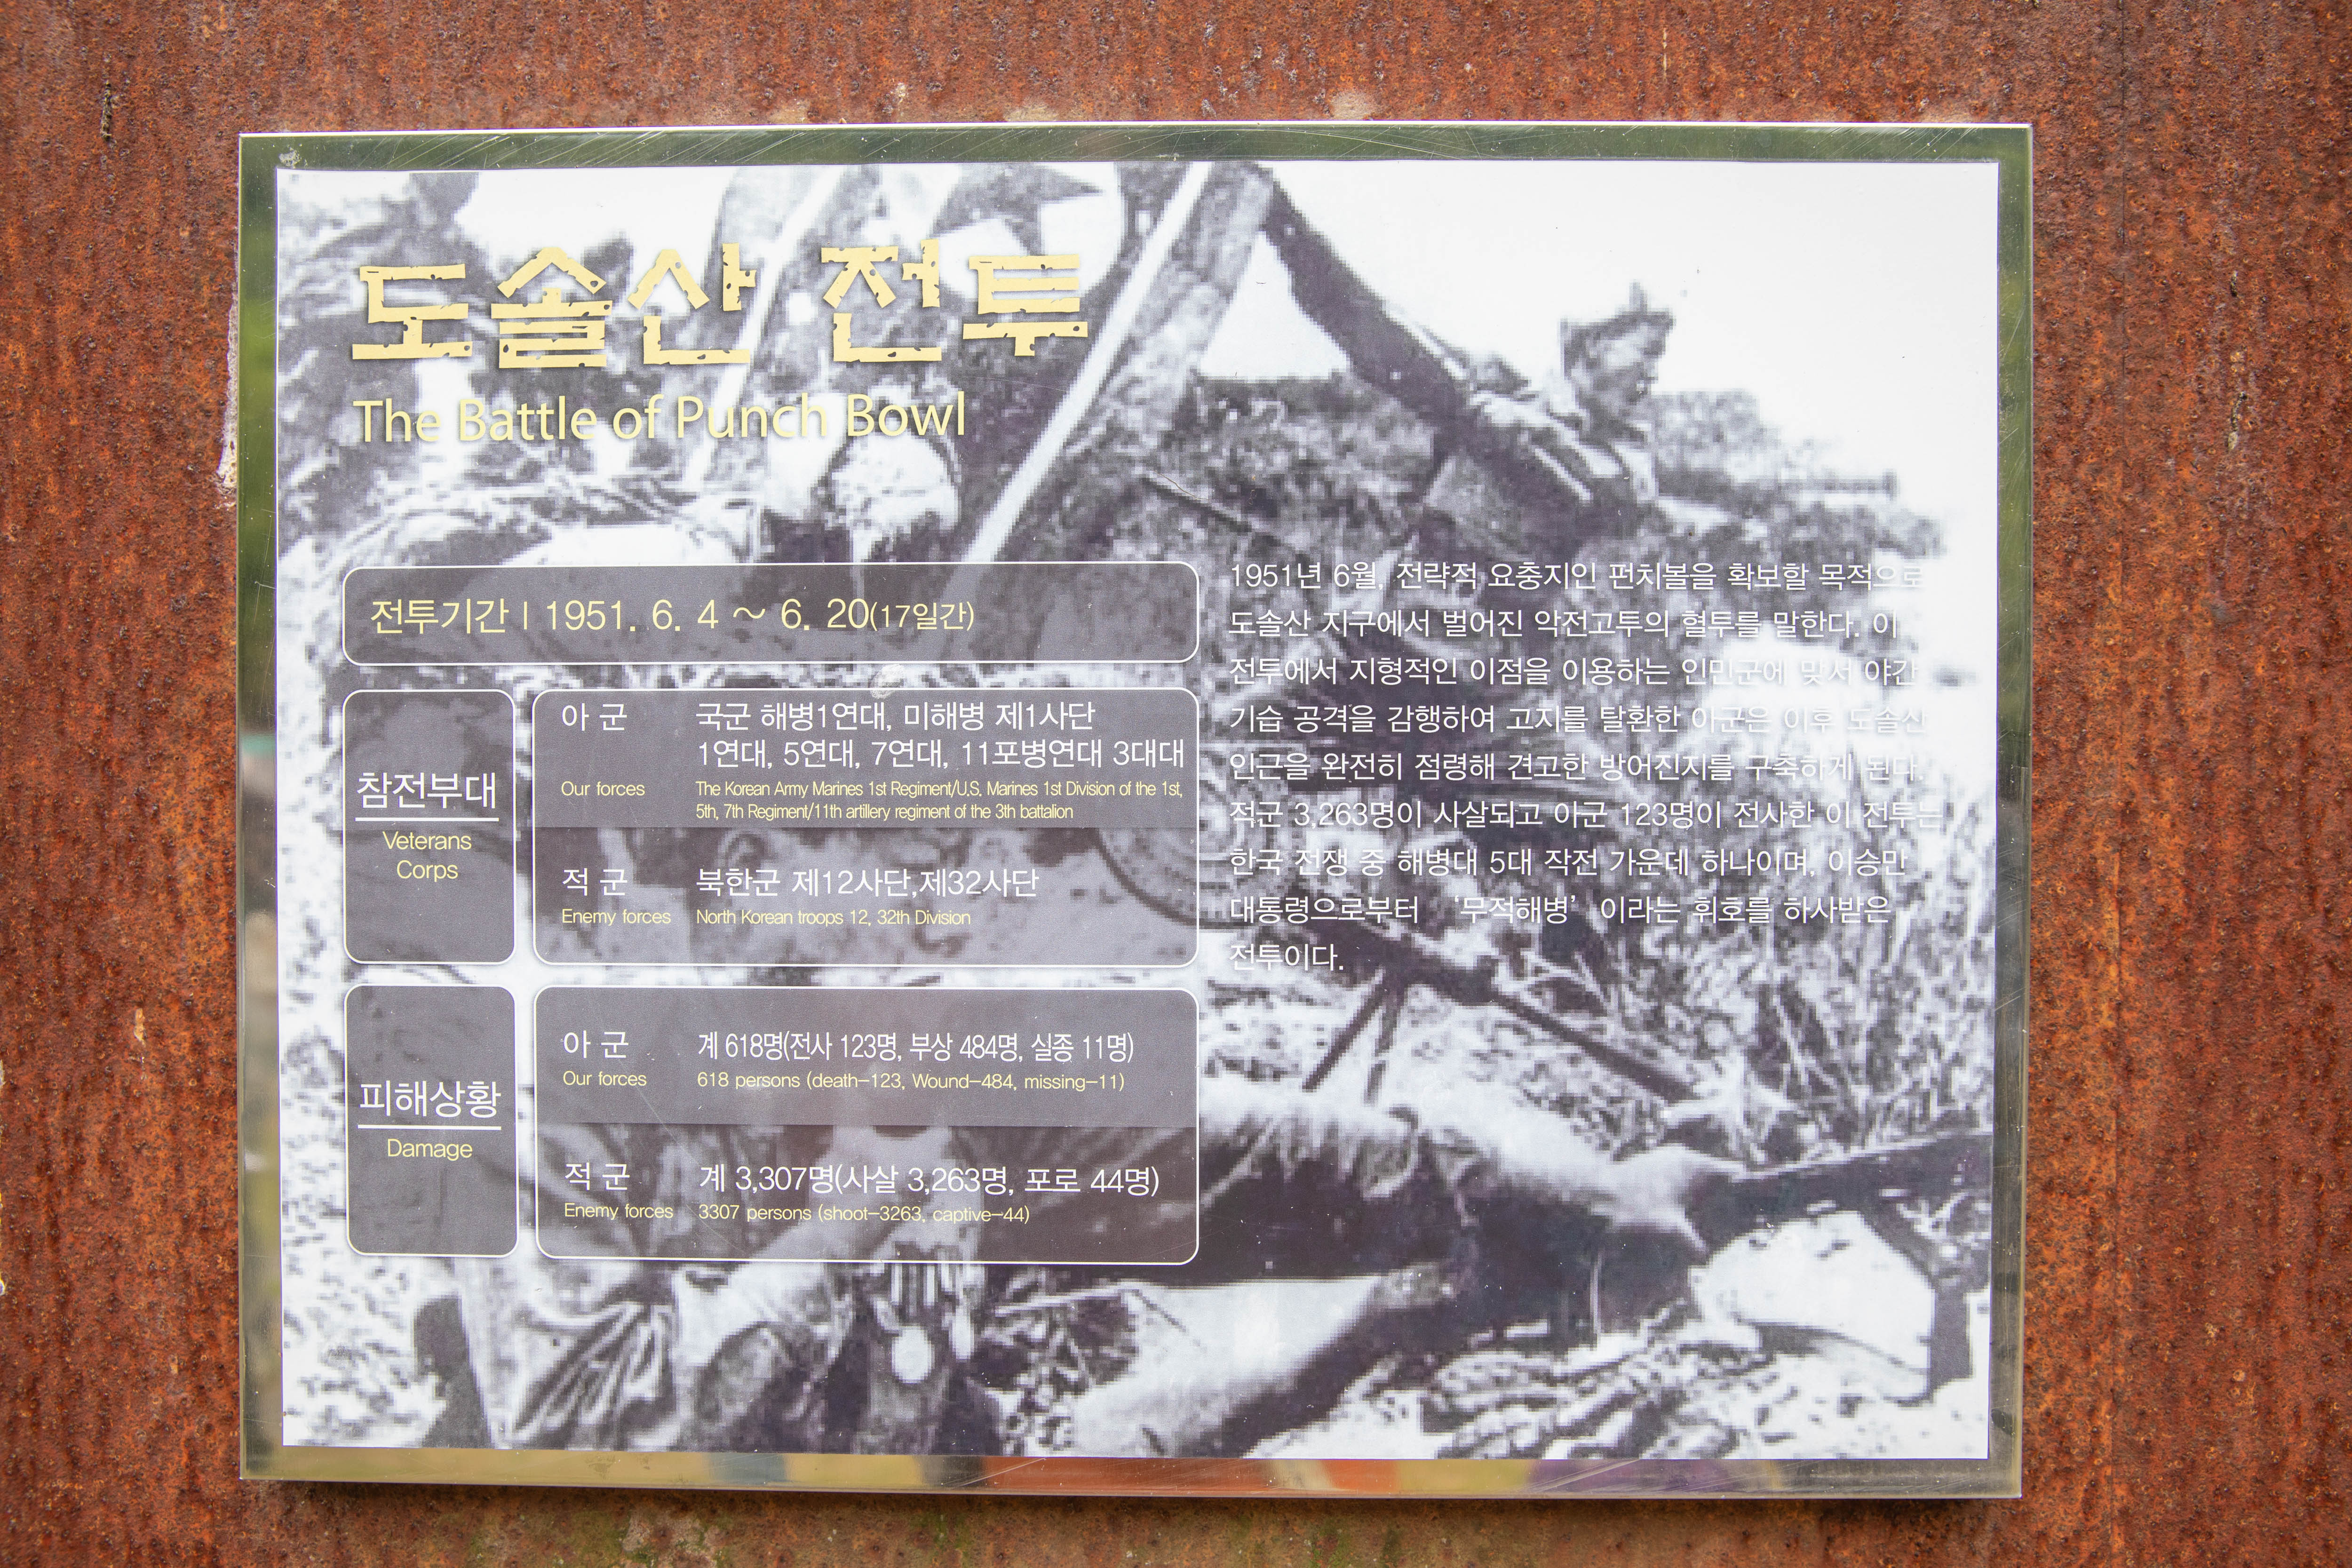 도솔산 전투
The Battle of Punch Bowl
전투기간 | 1951. 6. 4 ~ 6. 20(17일간)
참전부대
Veterans
Corps
아 군 국군 해병1연대, 미해병 제1사단
1연대, 5연대, 7연대, 11포병연대 3대대
Our forces The Korean Army Marines 1st Regiment/U.S. Marines 1st Division of the 1st,
5th, 7th Regiment/11th artillery regiment of the 3th battalion
적 군 북한군 제12사단,제32사단
Enemy forces North Korean troops 12, 32th Division
피해상황
Damage
아 군 계 618명(전사 123명, 부상 484명, 실종 11명)
Our forces 618 persons (death-123, Wound-484, missing-11)
적 군 계 3,307명(사살 3,263명, 포로 44명)
Enemy forces 3307 persons (shoot-3263, captive-44)
1951년 6월, 전략적 요충지인 펀치볼을 확보할 목적으로
도솔산 지구에서 벌어진 악전고투의 혈투를 말한다. 이
전투에서 지형적인 이점을 이용하는 인민군에 맞서 야간
기습 공격을 감행하여 고지를 탈환한 아군은 이후 도솔산
인근을 완전히 점령해 견고한 방어진지를 구축하게 된다.
적군 3,263명이 사살되고 아군 123명이 전사한 이 전투는
한국 전쟁 중 해병대 5대 작전 가운데 하나이며, 이승만
대통령으로부터 ‘무적해병’ 이라는 휘호를 하사받은
전투이다.